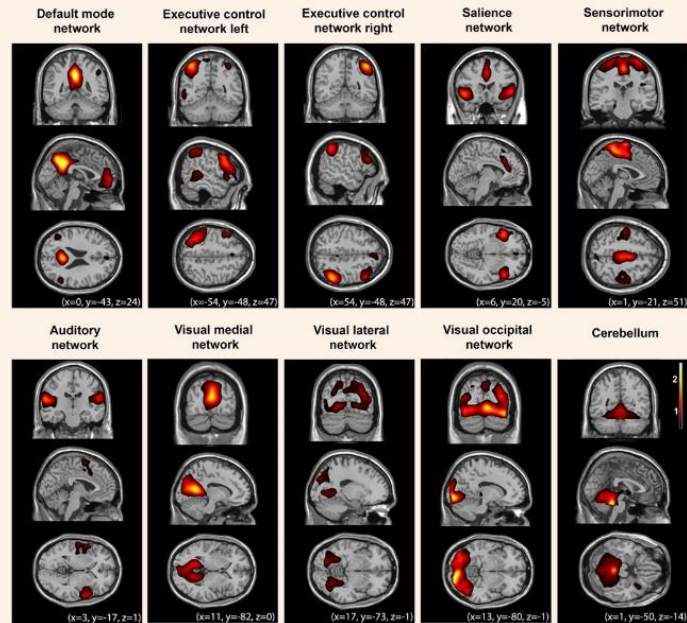 Default mode
network
Executive control
network left
Executive control
network right
Salience
network
Sensorimotor
network
(x=0, y=-43, z=24)
(x=-54, y=-48, z=47)
(x=54, y=-48, z=47)
(x=6, y=20, z=-5)
(x=1, y=-21, z=51)
Auditory
network
Visual medial
network
Visual lateral
network
Visual occipital
network
Cerebellum
2
1
(x=3, y=-17, z=1)
(x=11, y=-82, z=0)
(x=17, y=-73, z=-1)
(x=13, y=-80, z=-1)
(x=1, y=-50, z=-14)